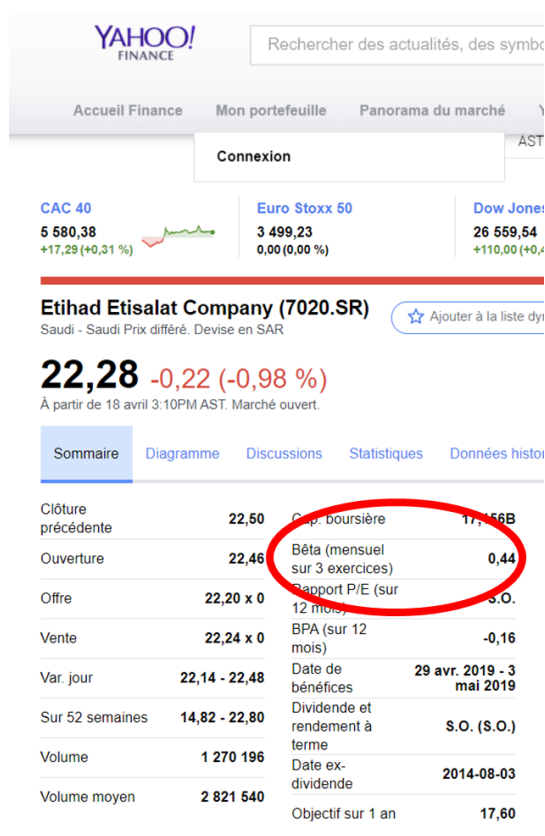 YAHOO!
FINANCE
Rechercher des actualités, des symbo
Accueil Finance Mon portefeuille Panorama du marché Y
AST
Connexion
CAC 40 Euro Stoxx 50 Dow Jones
5 580,38 3 499,23 26 559,54
+17,29 (+0,31 %) 0,00 (0,00 %) +110,00 (+0,4
Etihad Etisalat Company (7020.SR)
Ajouter à la liste dyn
Saudi - Saudi Prix différé. Devise en SAR
22,28 -0,22 (-0,98 %)
À partir de 18 avril 3:10PM AST. Marché ouvert.
Sommaire Diagramme Discussions Statistiques Données histor
Clôture
précédente 22,50
Ouverture 22,46
Offre 22,20 x 0
Vente 22,24 x 0
Var. jour 22,14 - 22,48
Sur 52 semaines 14,82 - 22,80
Volume 1 270 196
Volume moyen 2 821 540
Cap. boursière 17,156B
Bêta (mensuel
sur 3 exercices) 0,44
Rapport P/E (sur
12 mois) S.O.
BPA (sur 12
mois) -0,16
Date de
bénéfices 29 avr. 2019 - 3
mai 2019
Dividende et
rendement à
terme S.O. (S.O.)
Date ex-
dividende 2014-08-03
Objectif sur 1 an 17,60